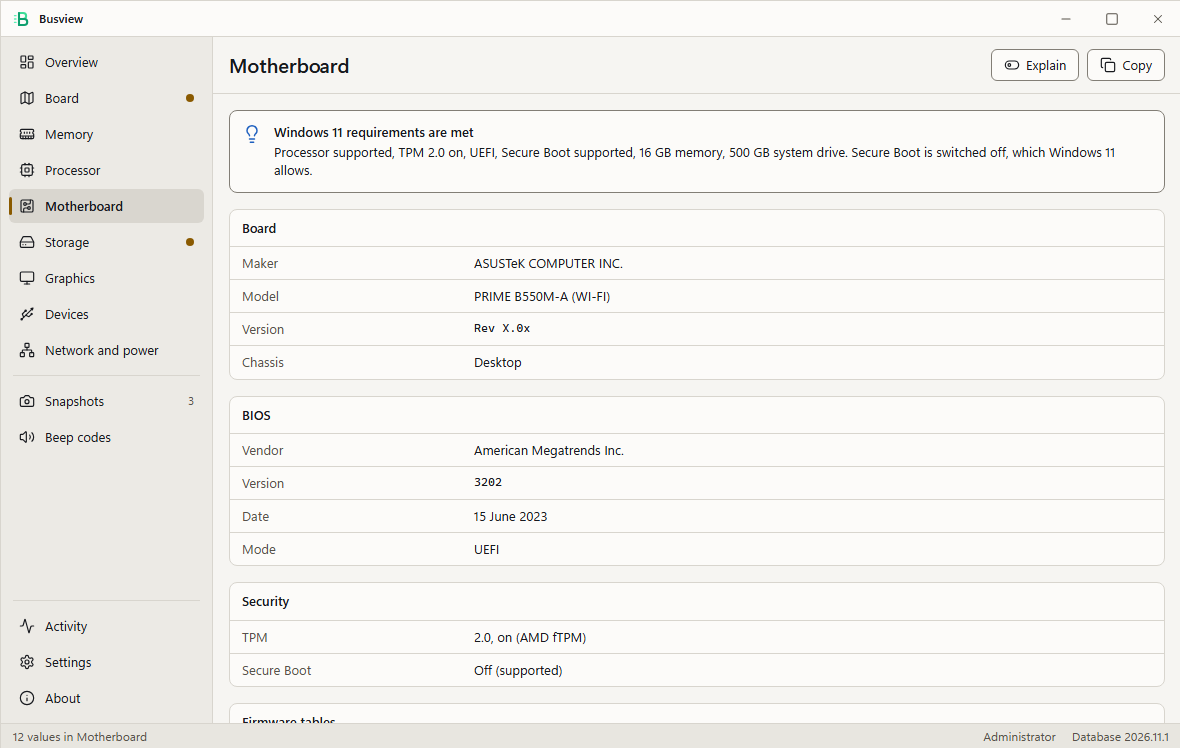 Busview
Overview
Board
Memory
Processor
Motherboard
Storage
Graphics
Devices
Network and power
Snapshots 3
Beep codes
Activity
Settings
About
Motherboard
Explain
Copy
Windows 11 requirements are met
Processor supported, TPM 2.0 on, UEFI, Secure Boot supported, 16 GB memory, 500 GB system drive. Secure Boot is switched off, which Windows 11
allows.
Board
Maker ASUSTeK COMPUTER INC.
Model PRIME B550M-A (WI-FI)
Version Rev X.0x
Chassis Desktop
BIOS
Vendor American Megatrends Inc.
Version 3202
Date 15 June 2023
Mode UEFI
Security
TPM 2.0, on (AMD fTPM)
Secure Boot Off (supported)
Firmware tables
12 values in Motherboard
Administrator
Database 2026.11.1